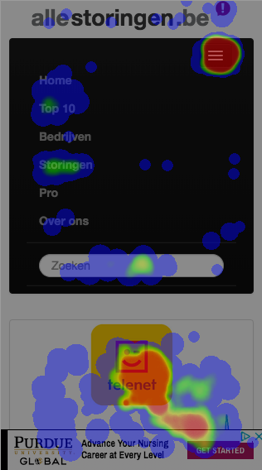 allestoringen.be
Home
Top 10
Bedrijven
Storingen
Pro
Over ons
Zoeken
telenet
PURDUE
UNIVERSITY
GLOBAL
Advance Your Nursing
Career at Every Level
GET STARTED